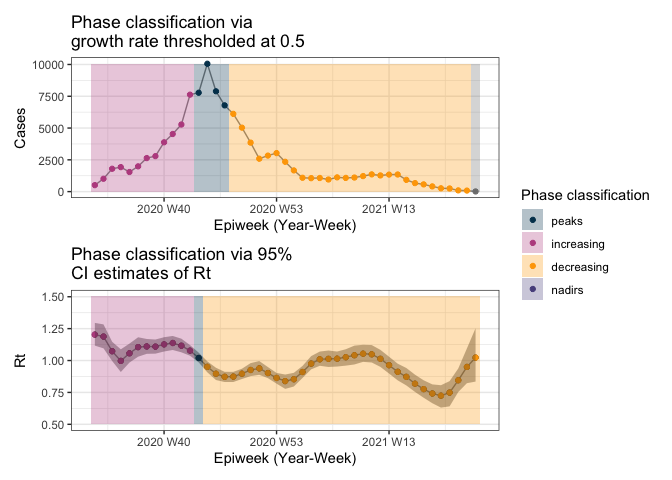 Phase classification via
growth rate thresholded at 0.5
10000
7500
5000
2500
0
Cases
2020 W40
2020 W53
2021 W13
Epiweek (Year-Week)
Phase classification via 95%
CI estimates of Rt
1.50
1.25
1.00
0.75
0.50
Rt
2020 W40
2020 W53
2021 W13
Epiweek (Year-Week)
Phase classification
peaks
increasing
decreasing
nadirs